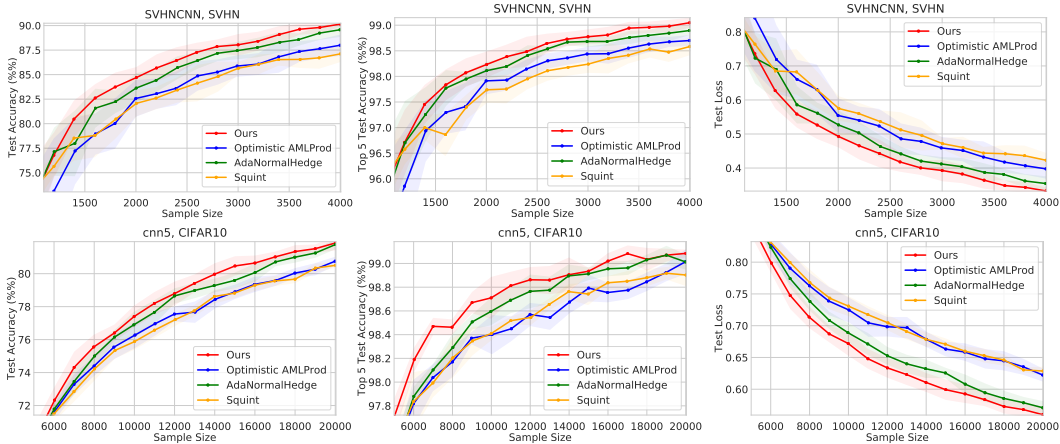 SVHNCNN, SVHN
Test Accuracy (%%)
90.0
87.5
85.0
82.5
80.0
77.5
75.0
Ours
Optimistic AMLProd
AdaNormalHedge
Squint
1500 2000 2500 3000 3500 4000
Sample Size
SVHNCNN, SVHN
Top 5 Test Accuracy (%%)
99.0
98.5
98.0
97.5
97.0
96.5
96.0
Ours
Optimistic AMLProd
AdaNormalHedge
Squint
1500 2000 2500 3000 3500 4000
Sample Size
SVHNCNN, SVHN
Test Loss
0.8
0.7
0.6
0.5
0.4
Ours
Optimistic AMLProd
AdaNormalHedge
Squint
1500 2000 2500 3000 3500 4000
Sample Size
cnn5, CIFAR10
Test Accuracy (%%)
80
78
76
74
72
Ours
Optimistic AMLProd
AdaNormalHedge
Squint
6000 8000 10000 12000 14000 16000 18000 20000
Sample Size
cnn5, CIFAR10
Top 5 Test Accuracy (%%)
99.0
98.8
98.6
98.4
98.2
98.0
97.8
Ours
Optimistic AMLProd
AdaNormalHedge
Squint
6000 8000 10000 12000 14000 16000 18000 20000
Sample Size
cnn5, CIFAR10
Test Loss
0.80
0.75
0.70
0.65
0.60
Ours
Optimistic AMLProd
AdaNormalHedge
Squint
6000 8000 10000 12000 14000 16000 18000 20000
Sample Size